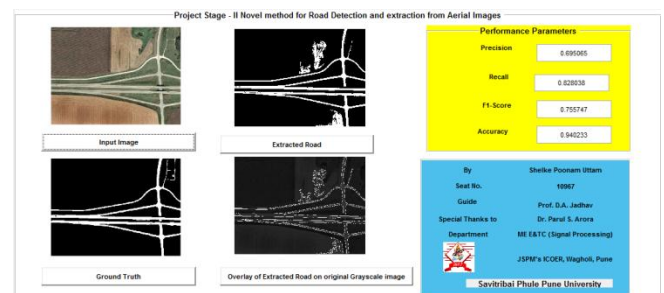 Project Stage - II Novel method for Road Detection and extraction from Aerial Images
Input Image
Extracted Road
Ground Truth
Overlay of Extracted Road on original Grayscale image
Performance Parameters
Precision 0.695065
Recall 0.828038
F1-Score 0.755747
Accuracy 0.940233
By Shelke Poonam Uttam
Seat No. 10967
Guide Prof. D.A. Jadhav
Special Thanks to Dr. Parul S. Arora
Department ME E&TC (Signal Processing)
JSPM's ICOER, Wagholi, Pune
Savitribai Phule Pune University